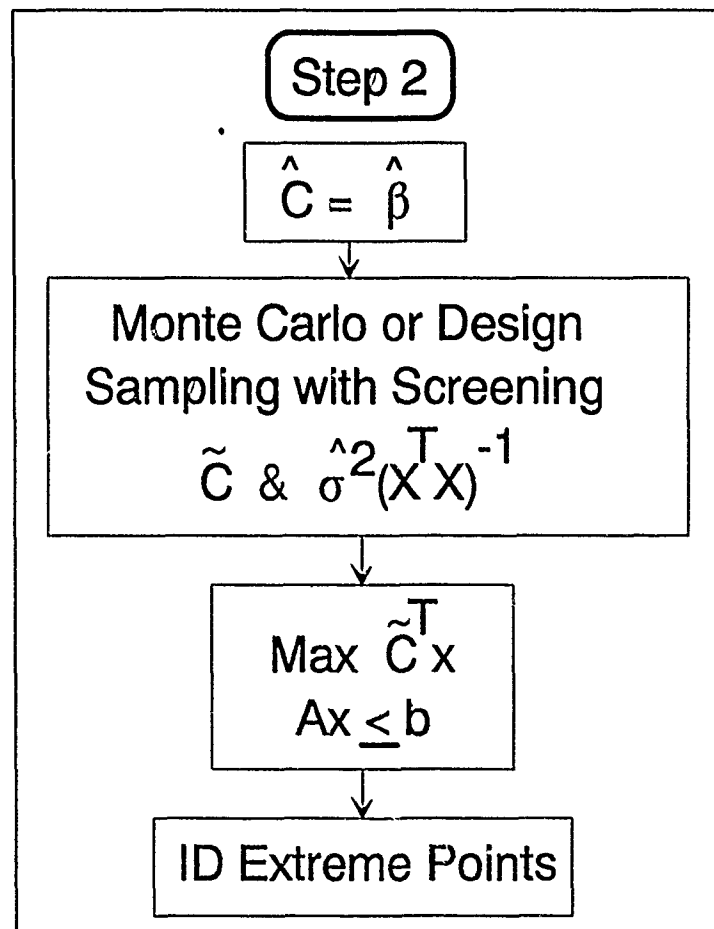 Step 2
Ĉ = β̂
Monte Carlo or Design
Sampling with Screening
C̃ & σ̂²(XᵀX)⁻¹
Max C̃ᵀx
Ax ≤ b
ID Extreme Points